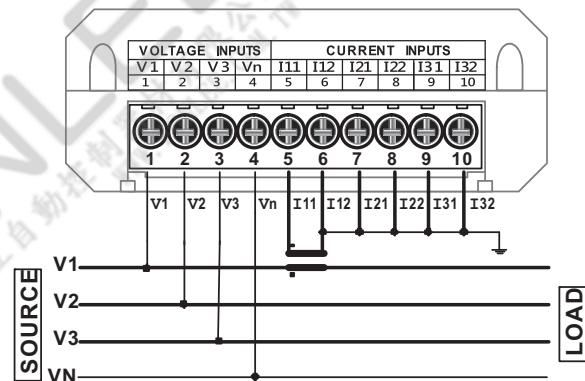 VOLTAGE INPUTS CURRENT INPUTS
V1 V2 V3 Vn I11 I12 I21 I22 I31 I32
1 2 3 4 5 6 7 8 9 10
1 2 3 4 5 6 7 8 9 10
V1 V2 V3 Vn I11 I12 I21 I22 I31 I32
SOURCE
V1
V2
V3
VN
LOAD